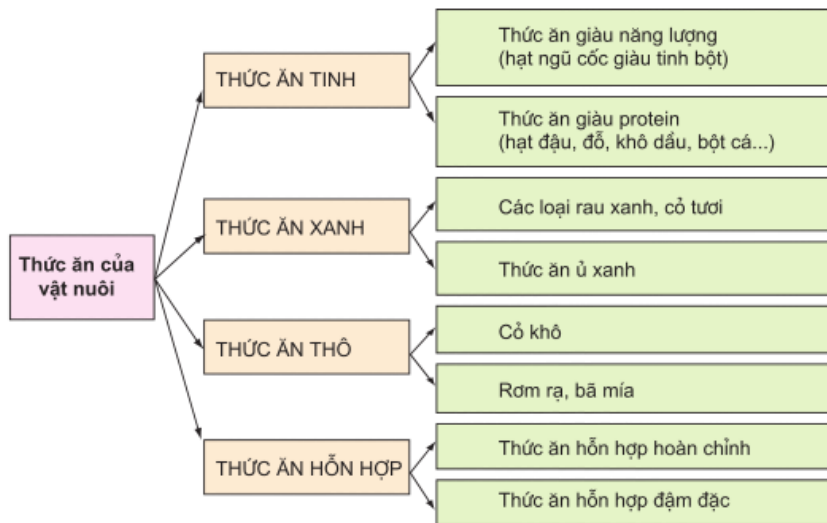 Thức ăn của
vật nuôi
THỨC ĂN TINH
Thức ăn giàu năng lượng
(hạt ngũ cốc giàu tinh bột)
Thức ăn giàu protein
(hạt đậu, đỗ, khô dầu, bột cá...)
THỨC ĂN XANH
Các loại rau xanh, cỏ tươi
Thức ăn ủ xanh
THỨC ĂN THÔ
Cỏ khô
Rơm rạ, bã mía
THỨC ĂN HỖN HỢP
Thức ăn hỗn hợp hoàn chỉnh
Thức ăn hỗn hợp đậm đặc